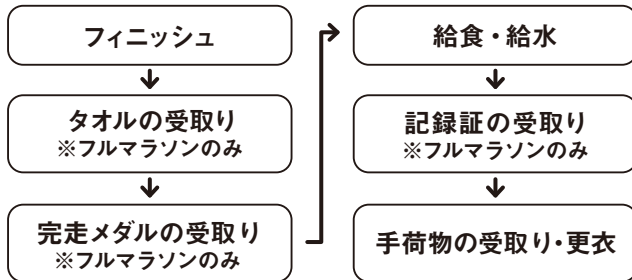 フィニッシュ
タオルの受取り
※フルマラソンのみ
完走メダルの受取り
※フルマラソンのみ
給食・給水
記録証の受取り
※フルマラソンのみ
手荷物の受取り・更衣